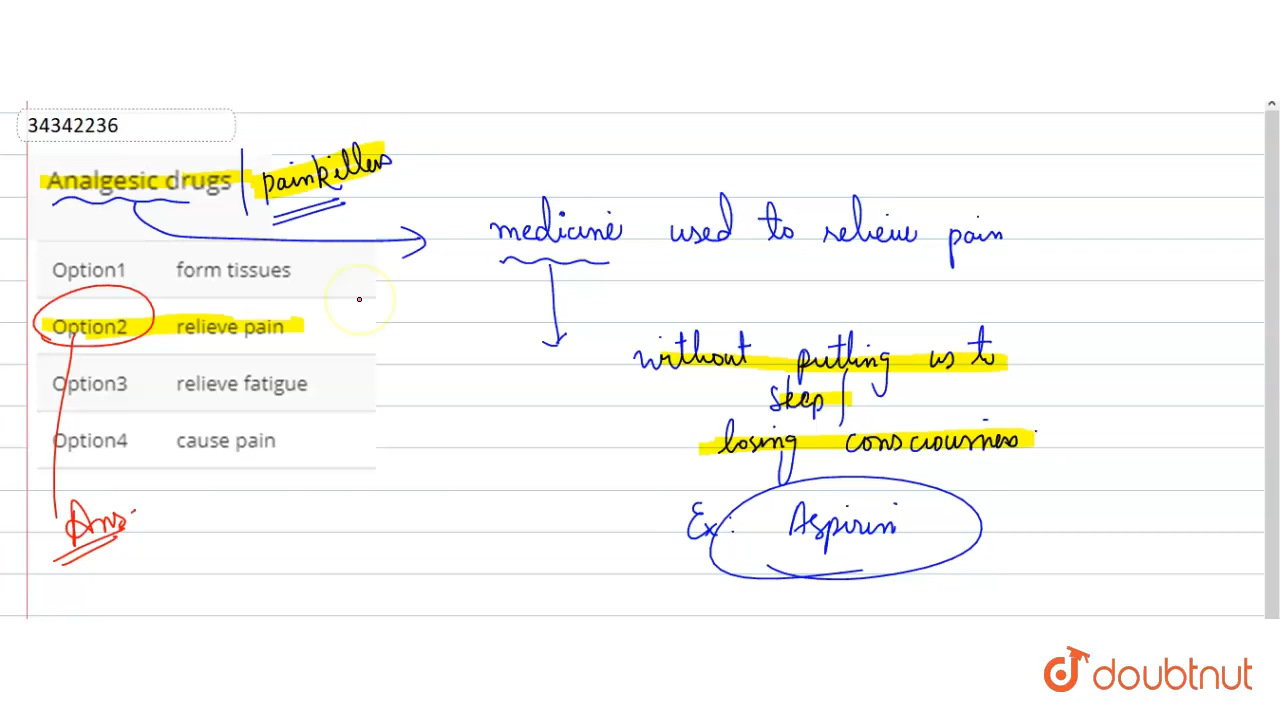 34342236
Analgesic drugs | painkillers
medicine used to relieve pain
Option1 form tissues
Option2 relieve pain
without putting us to
sleep /
Option3 relieve fatigue
losing consciousness
Option4 cause pain
Ex: Aspirin
Ans:
doubtnut